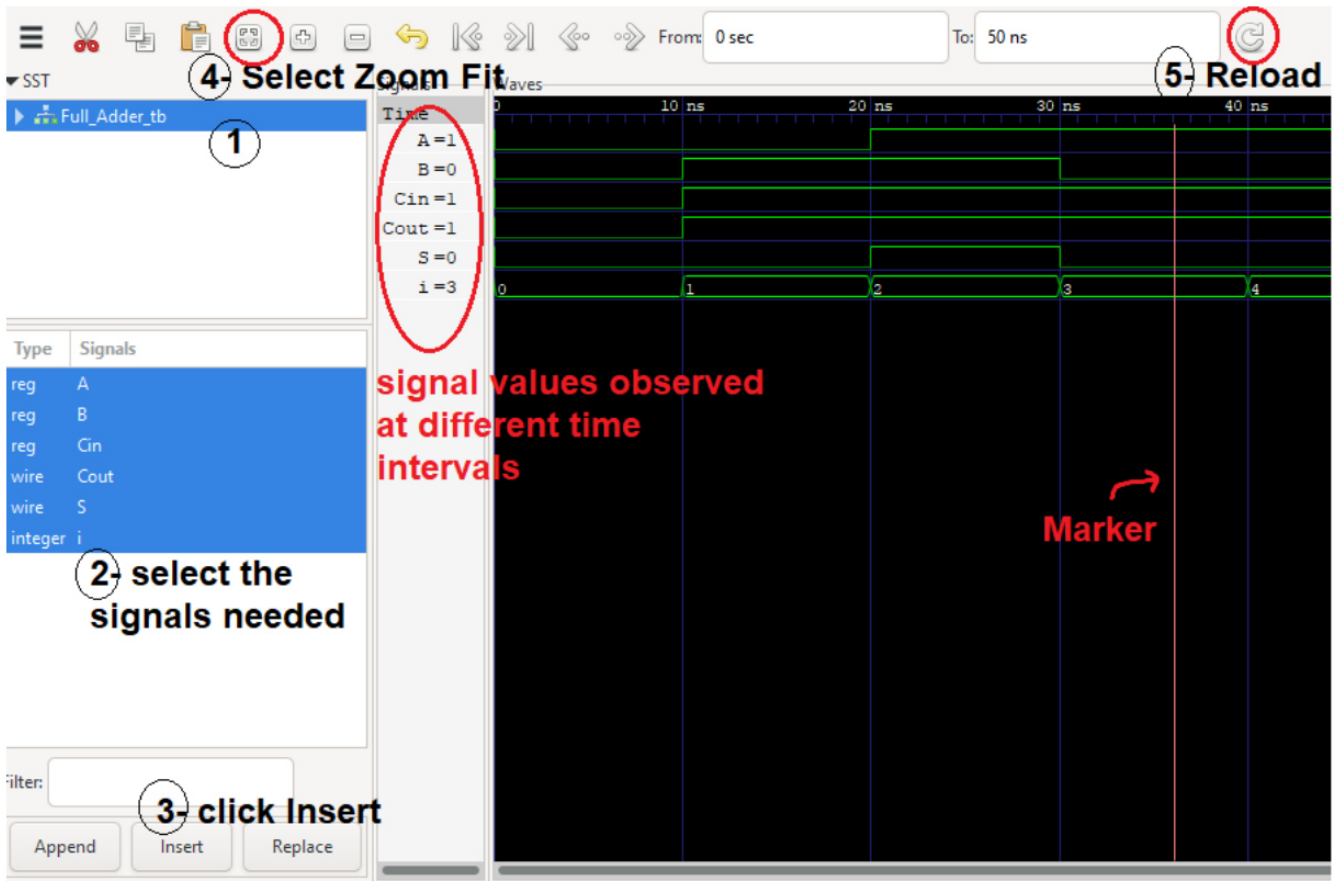 From: 0 sec To: 50 ns
4- Select Zoom Fit
5- Reload
SST
Signals
Waves
Full_Adder_tb
1
Time
0 10 ns 20 ns 30 ns 40 ns
A =1
B =0
Cin =1
Cout =1
S =0
i =3
0 1 2 3 4
Type Signals
reg A
reg B
reg Cin
wire Cout
wire S
integer i
signal values observed
at different time
intervals
Marker
2- select the
signals needed
Filter:
3- click Insert
Append Insert Replace